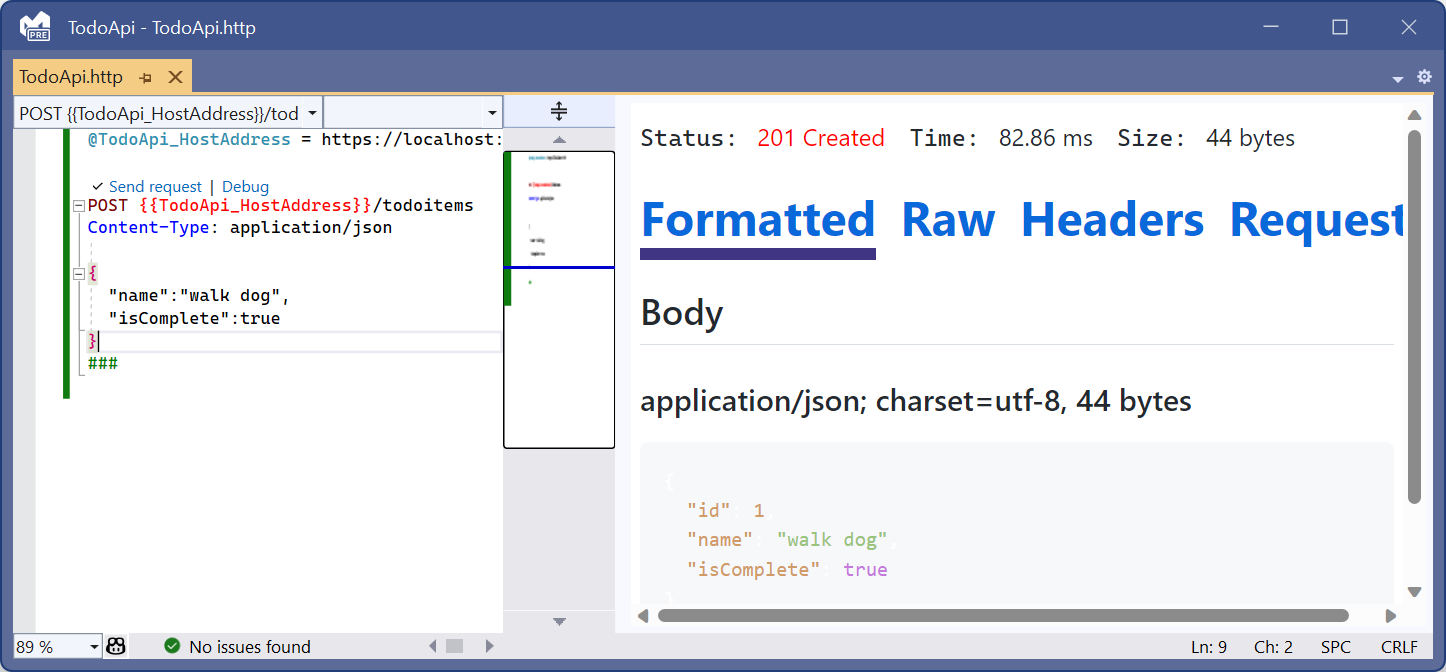 PRE
TodoApi - TodoApi.http
TodoApi.http
POST {{TodoApi_HostAddress}}/tod
@TodoApi_HostAddress = https://localhost:
Send request | Debug
POST {{TodoApi_HostAddress}}/todoitems
Content-Type: application/json
{
"name":"walk dog",
"isComplete":true
}
###
Status: 201 Created Time: 82.86 ms Size: 44 bytes
Formatted Raw Headers Request
Body
application/json; charset=utf-8, 44 bytes
{
"id": 1,
"name": "walk dog",
"isComplete": true
}
89 %
No issues found
Ln: 9 Ch: 2 SPC CRLF